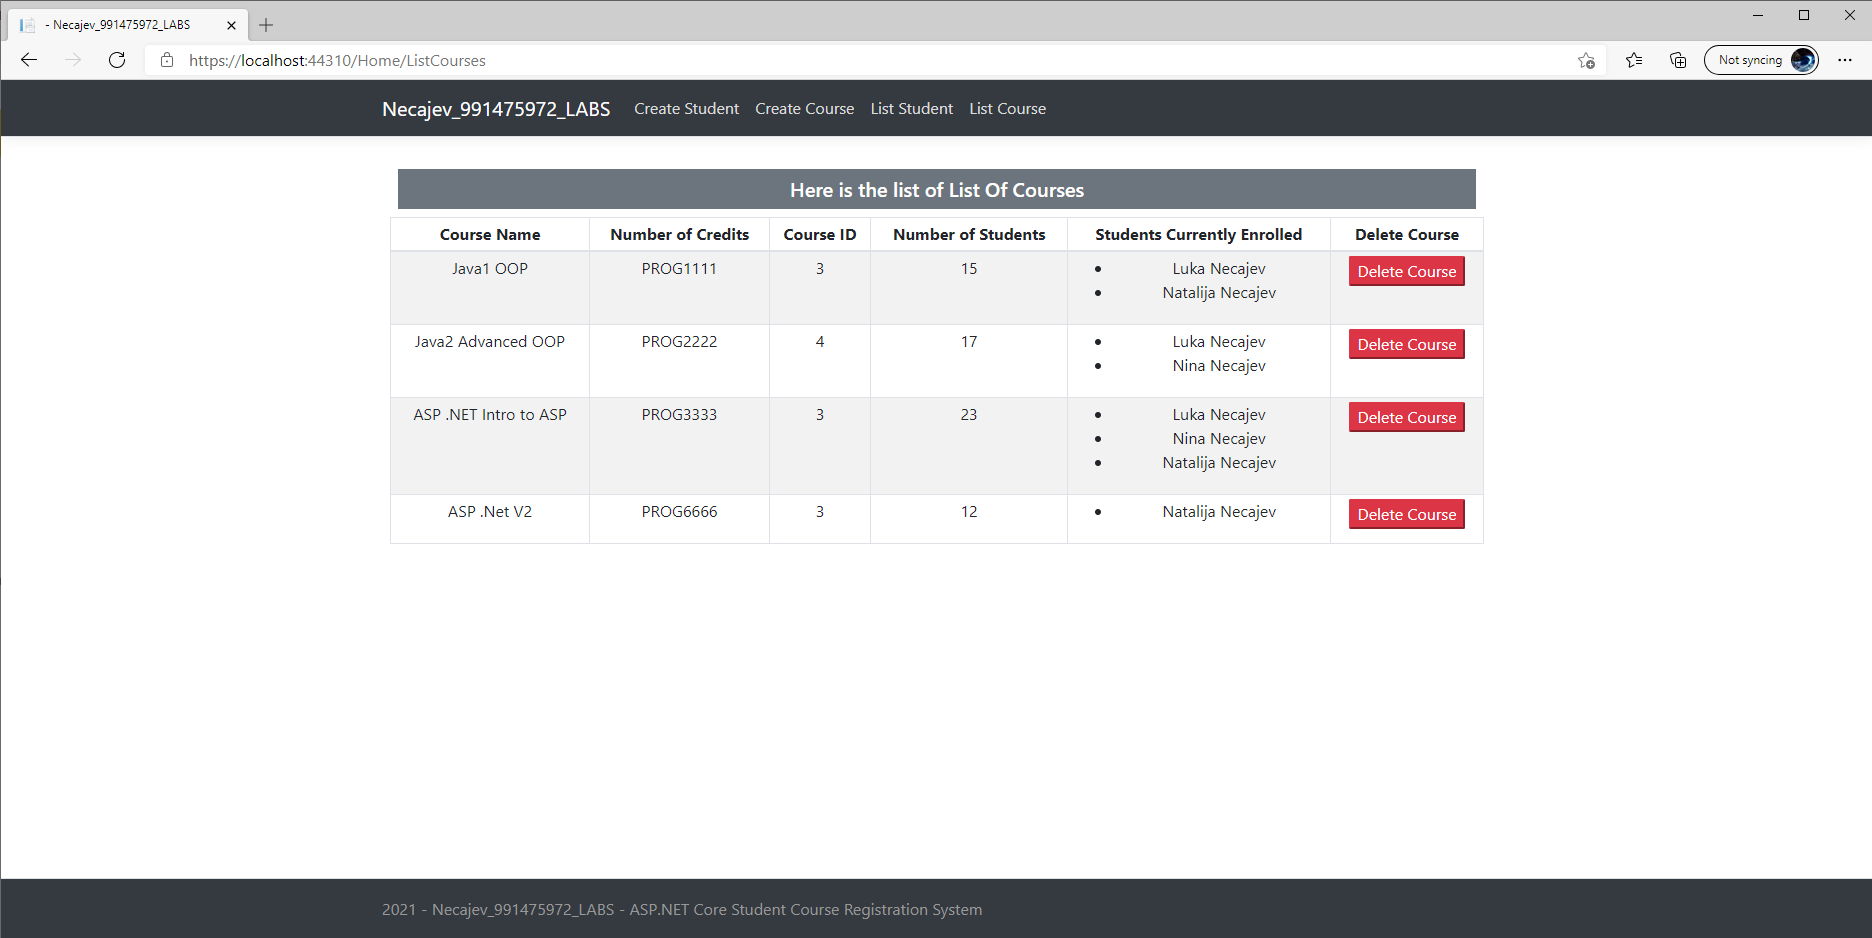 - Necajev_991475972_LABS
https://localhost:44310/Home/ListCourses
Not syncing
Necajev_991475972_LABS Create Student Create Course List Student List Course
Here is the list of List Of Courses
Course Name Number of Credits Course ID Number of Students Students Currently Enrolled Delete Course
Java1 OOP PROG1111 3 15 Luka Necajev Delete Course
Natalija Necajev
Java2 Advanced OOP PROG2222 4 17 Luka Necajev Delete Course
Nina Necajev
ASP .NET Intro to ASP PROG3333 3 23 Luka Necajev Delete Course
Nina Necajev
Natalija Necajev
ASP .Net V2 PROG6666 3 12 Natalija Necajev Delete Course
2021 - Necajev_991475972_LABS - ASP.NET Core Student Course Registration System